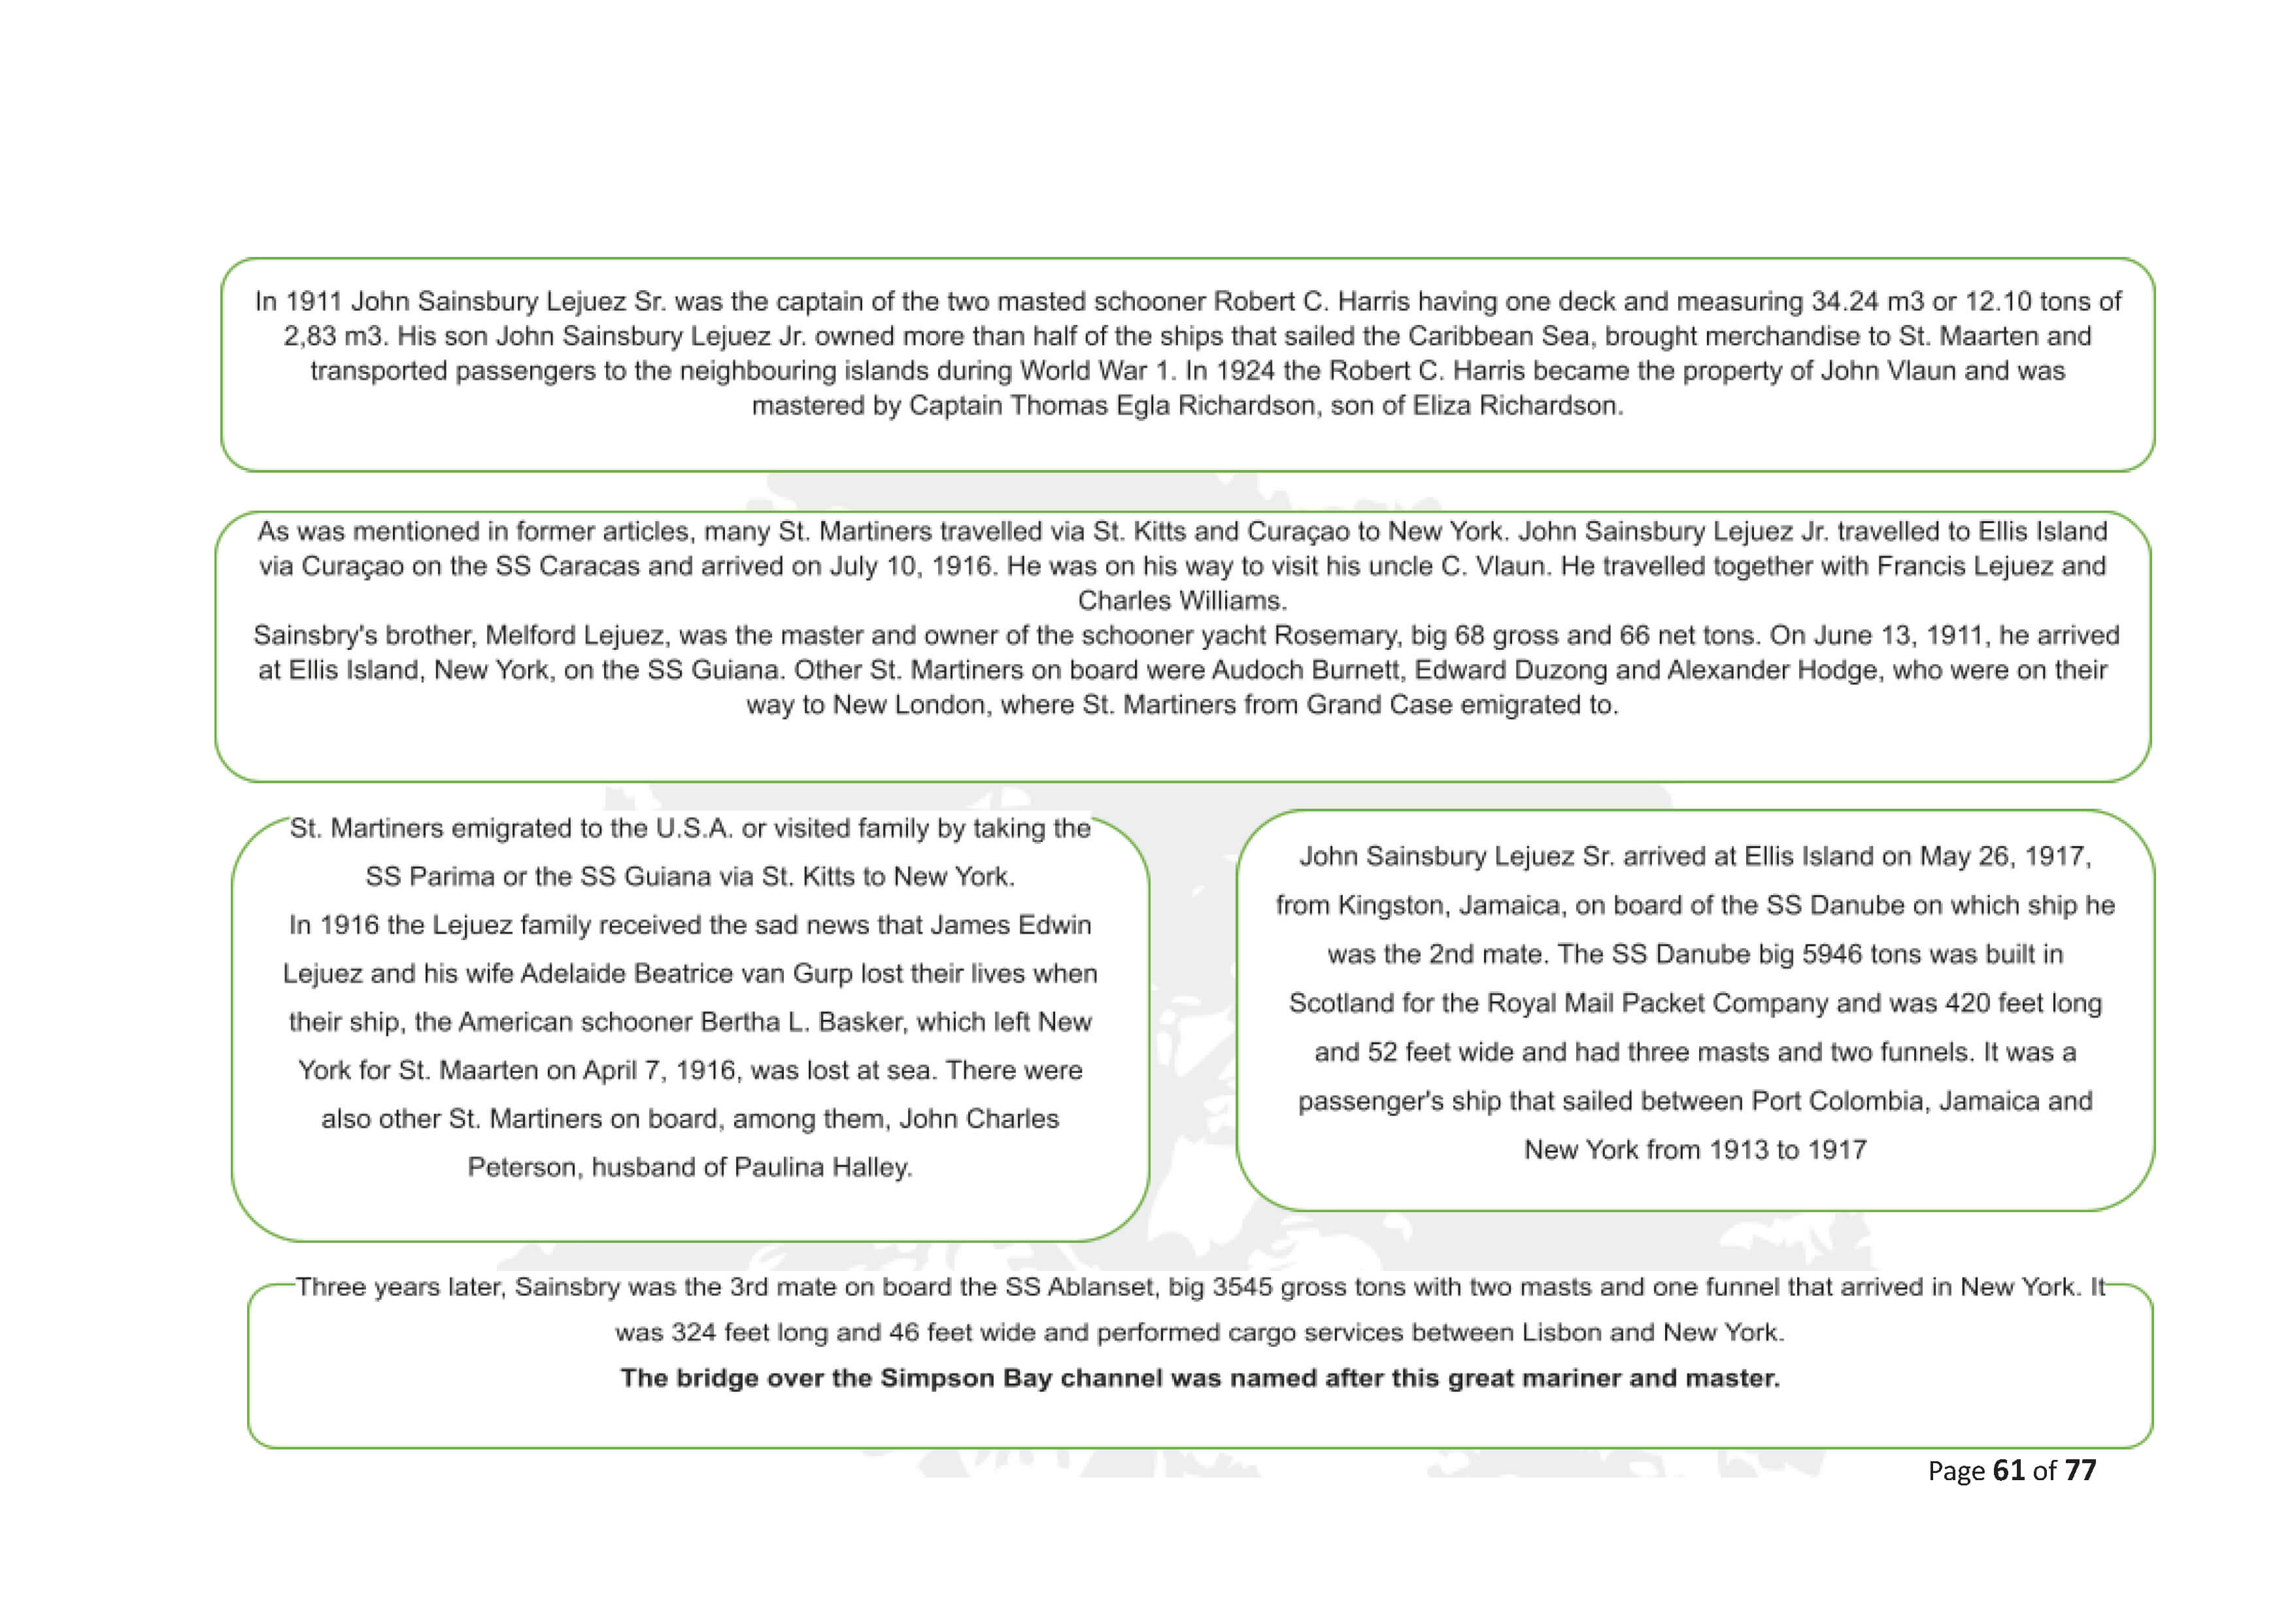 In 1911 John Sainsbury Lejuez Sr. was the captain of the two masted schooner Robert C. Harris having one deck and measuring 34.24 m3 or 12.10 tons of
2,83 m3. His son John Sainsbury Lejuez Jr. owned more than half of the ships that sailed the Caribbean Sea, brought merchandise to St. Maarten and
transported passengers to the neighbouring islands during World War 1. In 1924 the Robert C. Harris became the property of John Vlaun and was
mastered by Captain Thomas Egla Richardson, son of Eliza Richardson.
As was mentioned in former articles, many St. Martiners travelled via St. Kitts and Curaçao to New York. John Sainsbury Lejuez Jr. travelled to Ellis Island
via Curaçao on the SS Caracas and arrived on July 10, 1916. He was on his way to visit his uncle C. Vlaun. He travelled together with Francis Lejuez and
Charles Williams.
Sainsbry's brother, Melford Lejuez, was the master and owner of the schooner yacht Rosemary, big 68 gross and 66 net tons. On June 13, 1911, he arrived
at Ellis Island, New York, on the SS Guiana. Other St. Martiners on board were Audoch Burnett, Edward Duzong and Alexander Hodge, who were on their
way to New London, where St. Martiners from Grand Case emigrated to.
St. Martiners emigrated to the U.S.A. or visited family by taking the
SS Parima or the SS Guiana via St. Kitts to New York.
In 1916 the Lejuez family received the sad news that James Edwin
Lejuez and his wife Adelaide Beatrice van Gurp lost their lives when
their ship, the American schooner Bertha L. Basker, which left New
York for St. Maarten on April 7, 1916, was lost at sea. There were
also other St. Martiners on board, among them, John Charles
Peterson, husband of Paulina Halley.
John Sainsbury Lejuez Sr. arrived at Ellis Island on May 26, 1917,
from Kingston, Jamaica, on board of the SS Danube on which ship he
was the 2nd mate. The SS Danube big 5946 tons was built in
Scotland for the Royal Mail Packet Company and was 420 feet long
and 52 feet wide and had three masts and two funnels. It was a
passenger's ship that sailed between Port Colombia, Jamaica and
New York from 1913 to 1917
Three years later, Sainsbry was the 3rd mate on board the SS Ablanset, big 3545 gross tons with two masts and one funnel that arrived in New York. It
was 324 feet long and 46 feet wide and performed cargo services between Lisbon and New York.
The bridge over the Simpson Bay channel was named after this great mariner and master.
Page 61 of 77